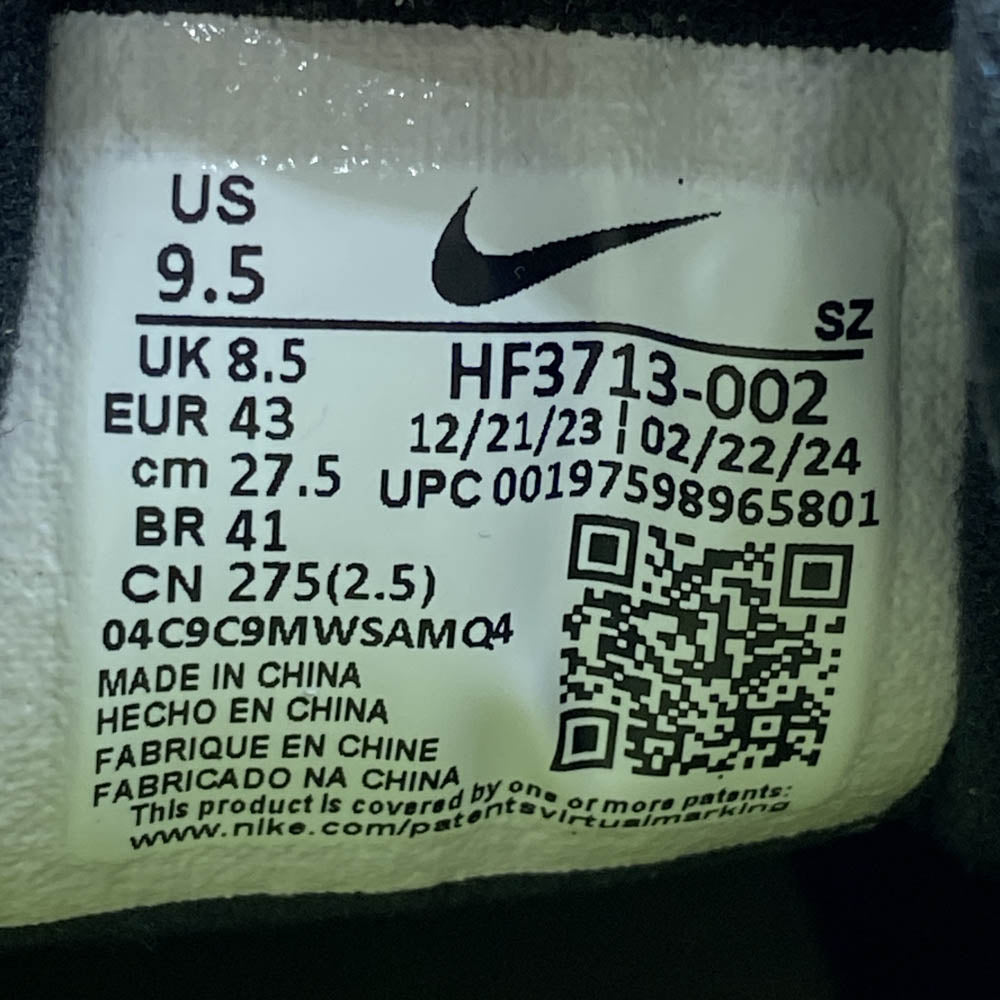 US
9.5
SZ
UK 8.5
HF3713-002
EUR 43
12/21/23 | 02/22/24
cm 27.5
UPC 00197598965801
BR 41
CN 275(2.5)
04C9C9MWSAMQ4
MADE IN CHINA
HECHO EN CHINA
FABRIQUE EN CHINE
FABRICADO NA CHINA
This product is covered by one or more patents:
www.nike.com/patentsvirtualmarking